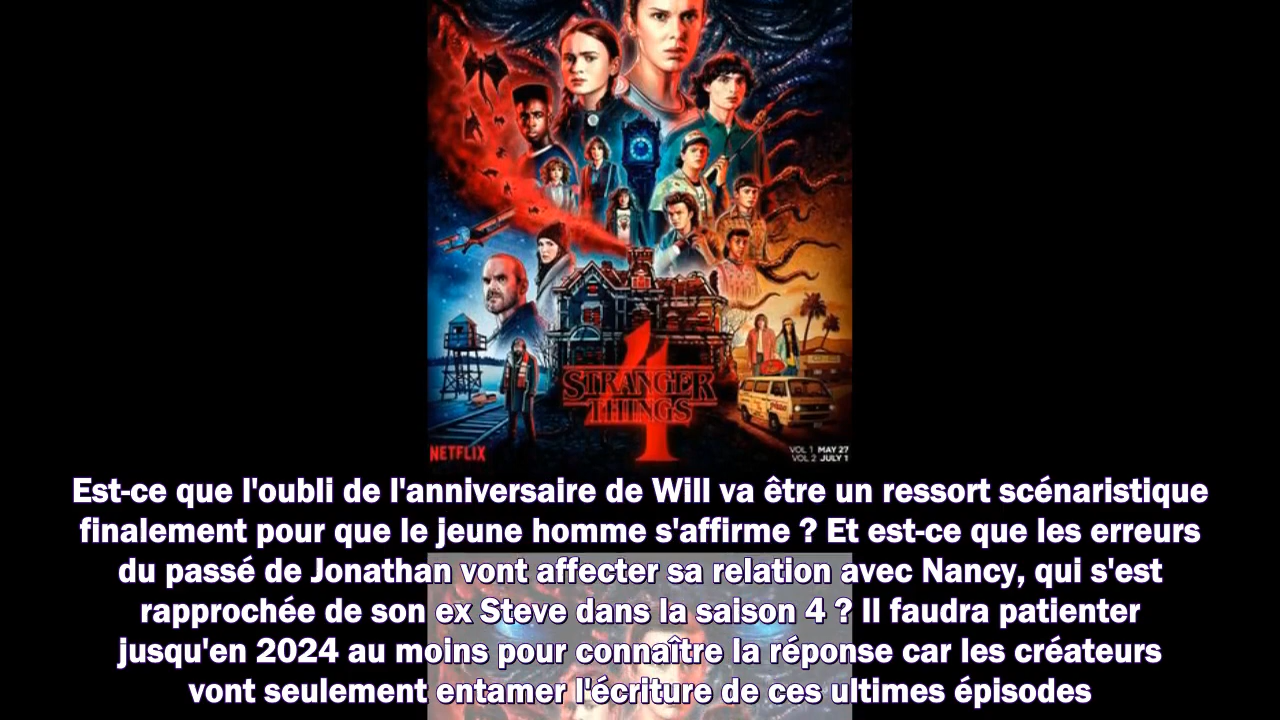 4
STRANGER
THINGS
NETFLIX
VOL 1 MAY 27
VOL 2 JULY 1
Est-ce que l'oubli de l'anniversaire de Will va être un ressort scénaristique
finalement pour que le jeune homme s'affirme ? Et est-ce que les erreurs
du passé de Jonathan vont affecter sa relation avec Nancy, qui s'est
rapprochée de son ex Steve dans la saison 4 ? Il faudra patienter
jusqu'en 2024 au moins pour connaître la réponse car les créateurs
vont seulement entamer l'écriture de ces ultimes épisodes